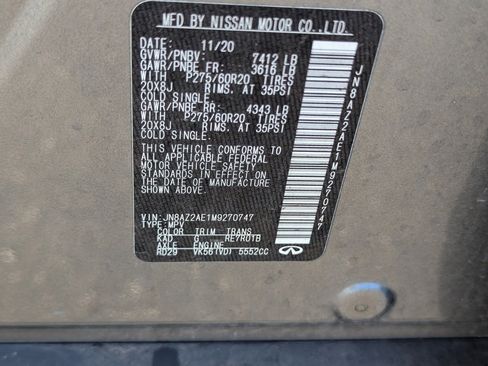 MFD BY NISSAN MOTOR CO.,LTD.
DATE: 11/20
GVWR/PNBV: 7412 LB
GAWR/PNBE FR: 3616 LB
WITH P275/60R20 TIRES
20X8J RIMS, AT 35PSI
COLD SINGLE.
GAWR/PNBE RR: 4343 LB
WITH P275/60R20 TIRES
20X8J RIMS, AT 35PSI
COLD SINGLE.
THIS VEHICLE CONFORMS TO
ALL APPLICABLE FEDERAL
MOTOR VEHICLE SAFETY
STANDARDS IN EFFECT ON
THE DATE OF MANUFACTURE
SHOWN ABOVE.
VIN: JN8AZ2AE1M9270747
TYPE: MPV
COLOR TRIM TRANS
KAD G RE7R01B
AXLE ENGINE
RD29 VK56(VD) 5552CC
JN8AZ2AE1M9270747
INFINITI